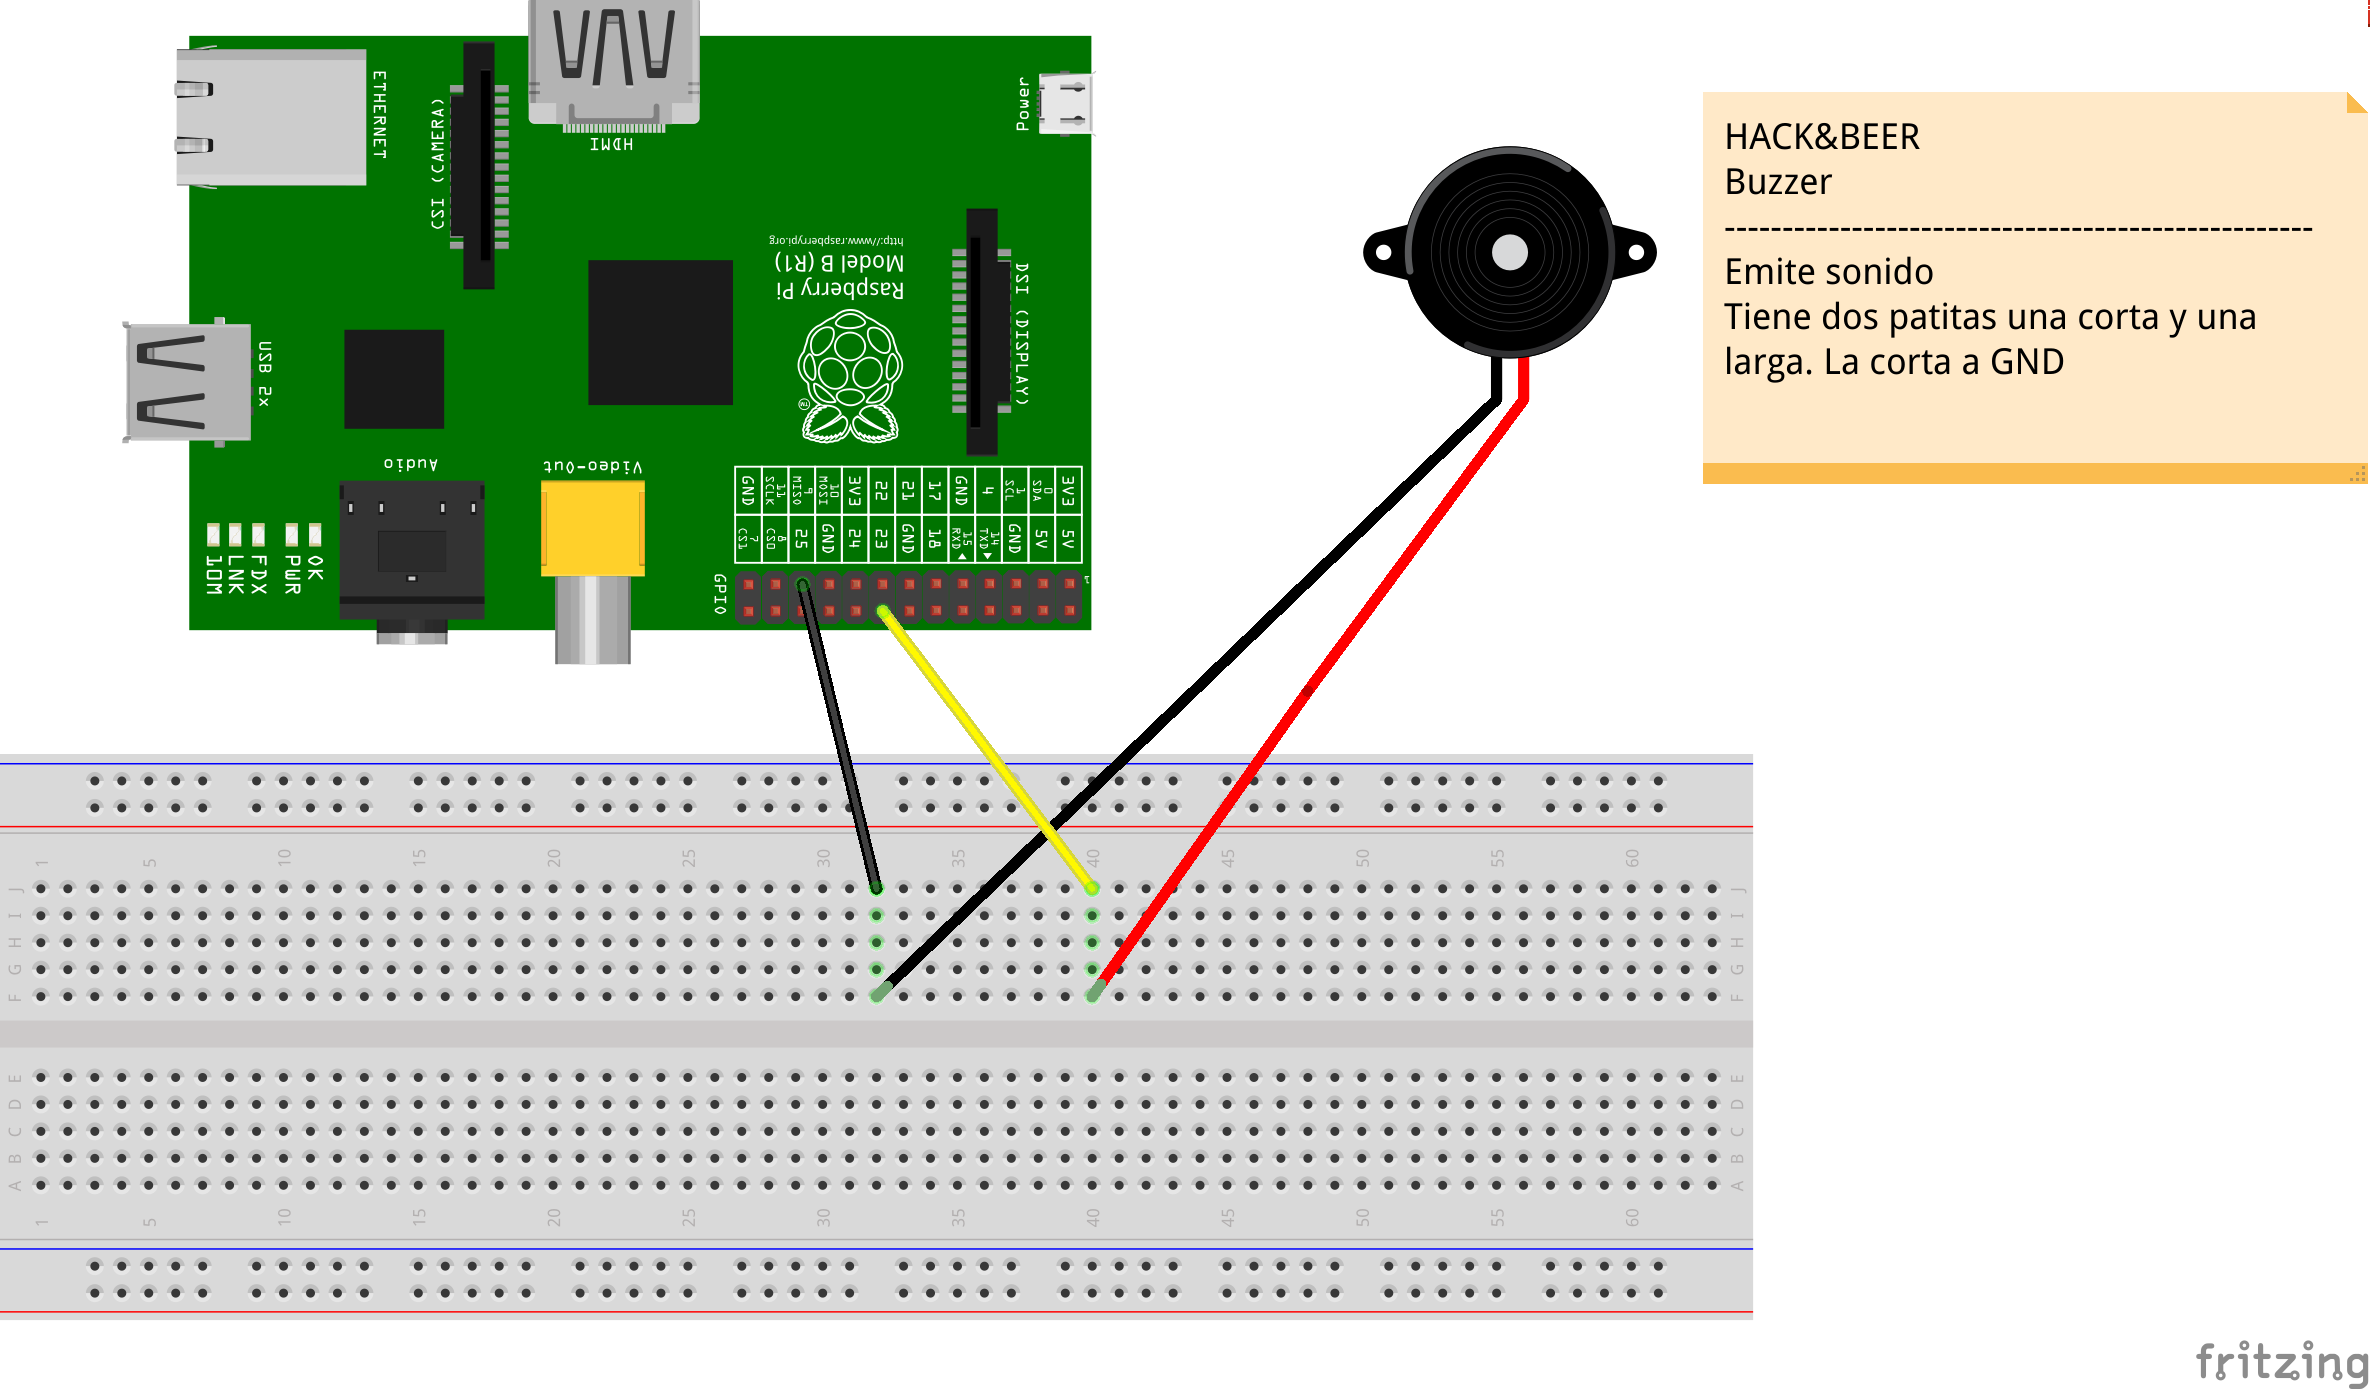 HACK&BEER
Buzzer
-------------------------------------------------
Emite sonido
Tiene dos patitas una corta y una
larga. La corta a GND
ETHERNET
CSI (CAMERA)
HDMI
Power
http://www.raspberrypi.org
Model B (R1)
Raspberry Pi
DSI (DISPLAY)
USB 2x
Audio
Video-Out
TM
GND SCLK 11 MISO 9 MOSI 10 3V3 22 21 17 GND 4 SCL 1 SDA 0 3V3
CS1 7 CS0 8 25 GND 24 23 GND 18 RXD 15 TXD 14 GND 5V 5V
GPIO
1
10M LNK FDX PWR OK
1 5 10 15 20 25 30 35 40 45 50 55 60
J J
I I
H H
G G
F F
E E
D D
C C
B B
A A
1 5 10 15 20 25 30 35 40 45 50 55 60
fritzing